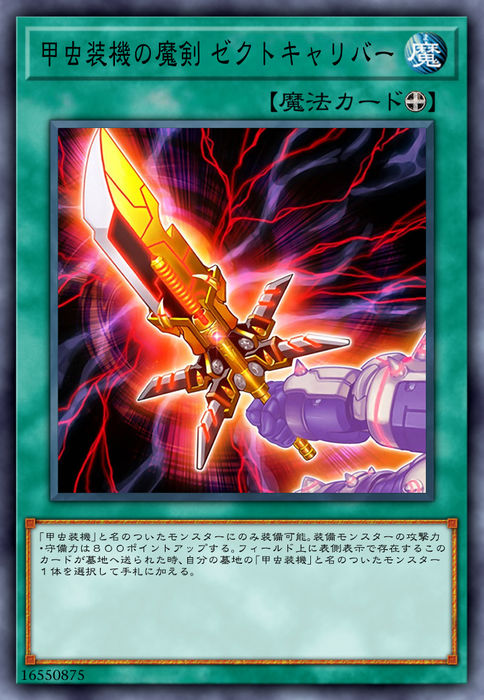 甲虫装機の魔剣 ゼクトキャリバー 魔
【魔法カード】
「甲虫装機」と名のついたモンスターにのみ装備可能。装備モンスターの攻撃力
・守備力は８００ポイントアップする。フィールド上に表側表示で存在するこの
カードが墓地へ送られた時、自分の墓地の「甲虫装機」と名のついたモンスター
１体を選択して手札に加える。
16550875